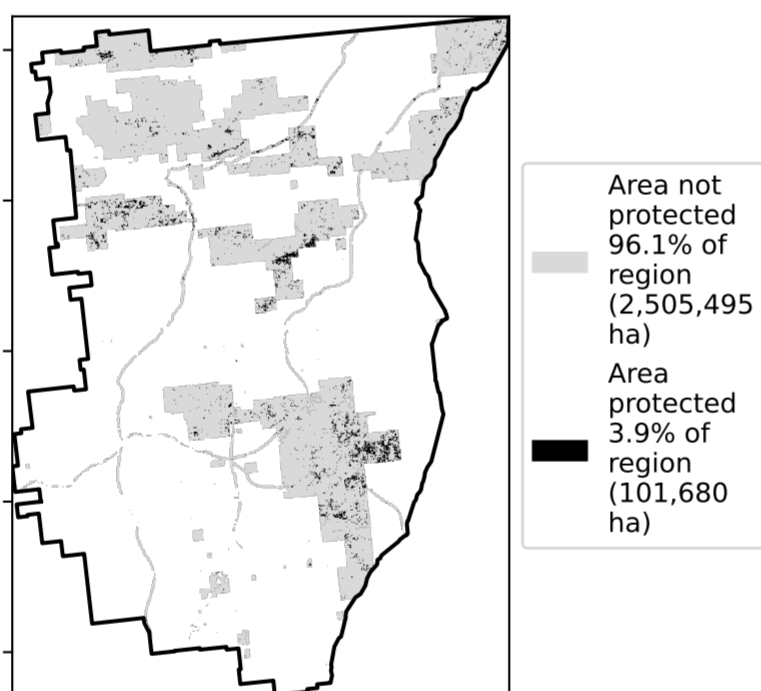 Area not
protected
96.1% of
region
(2,505,495
ha)
Area
protected
3.9% of
region
(101,680
ha)